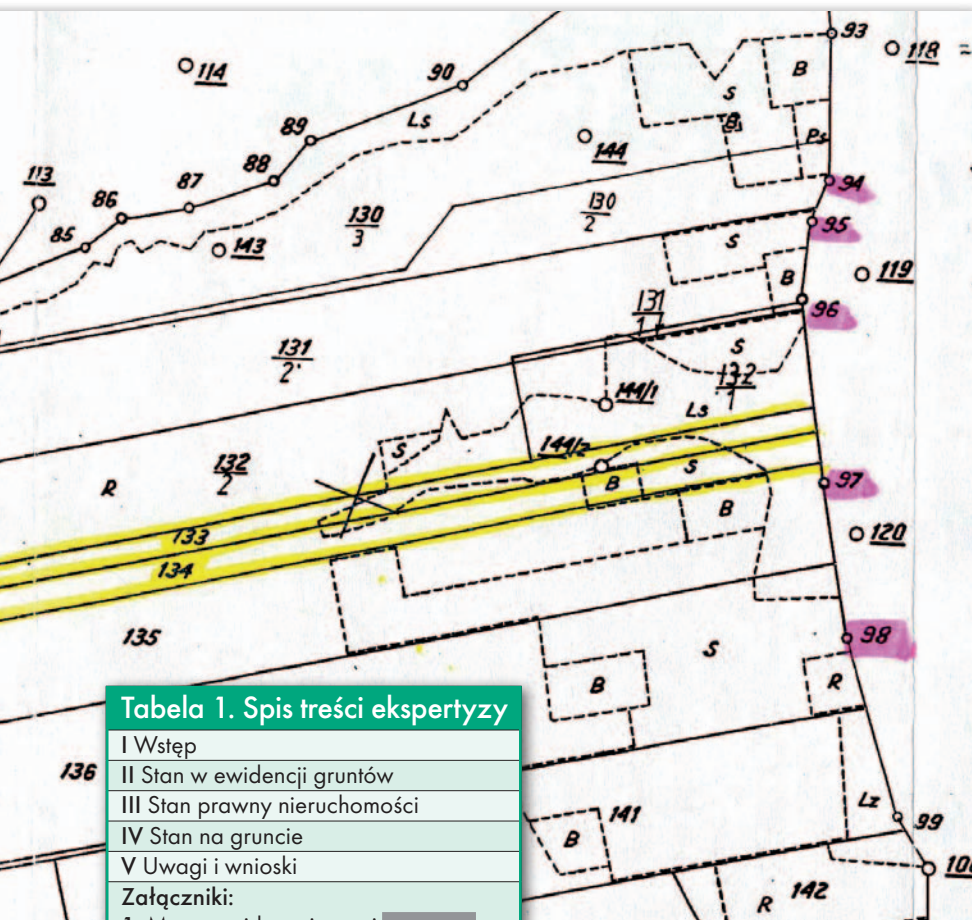 93
118
114
90
B
S
89
Ls
B
Ps
144
88
113
87
94
86
130
3
130
2
95
85
143
S
119
B
131
1
96
131
2
S
132
1
144/1
Ls
S
144/2
132
2
S
R
B
97
B
120
133
134
135
98
S
B
R
Tabela 1. Spis treści ekspertyzy
I Wstęp
136
II Stan w ewidencji gruntów
III Stan prawny nieruchomości
Lz
141
99
IV Stan na gruncie
B
V Uwagi i wnioski
Załączniki:
142
R